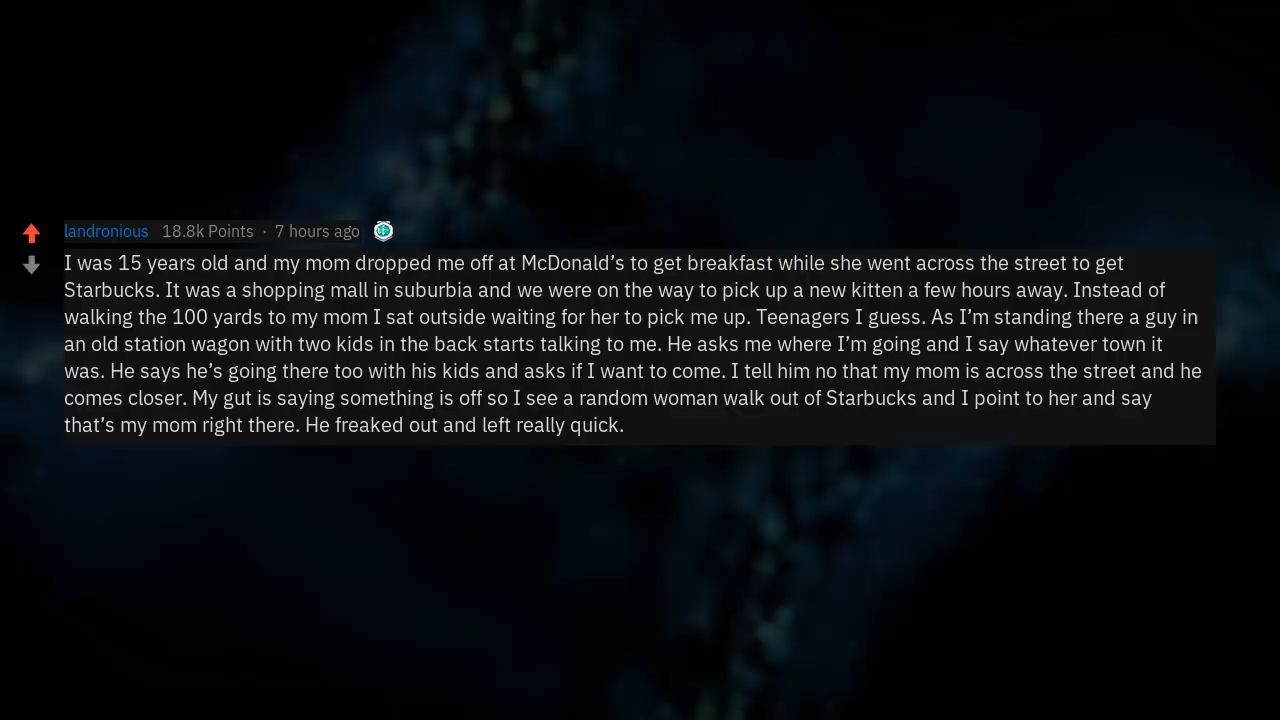 landronious 18.8k Points · 7 hours ago
I was 15 years old and my mom dropped me off at McDonald’s to get breakfast while she went across the street to get
Starbucks. It was a shopping mall in suburbia and we were on the way to pick up a new kitten a few hours away. Instead of
walking the 100 yards to my mom I sat outside waiting for her to pick me up. Teenagers I guess. As I’m standing there a guy in
an old station wagon with two kids in the back starts talking to me. He asks me where I’m going and I say whatever town it
was. He says he’s going there too with his kids and asks if I want to come. I tell him no that my mom is across the street and he
comes closer. My gut is saying something is off so I see a random woman walk out of Starbucks and I point to her and say
that’s my mom right there. He freaked out and left really quick.